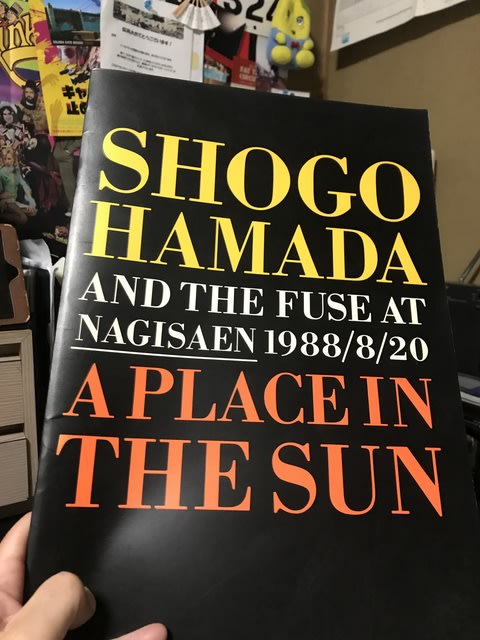 SHOGO
HAMADA
AND THE FUSE AT
NAGISAEN 1988/8/20
A PLACE IN
THE SUN